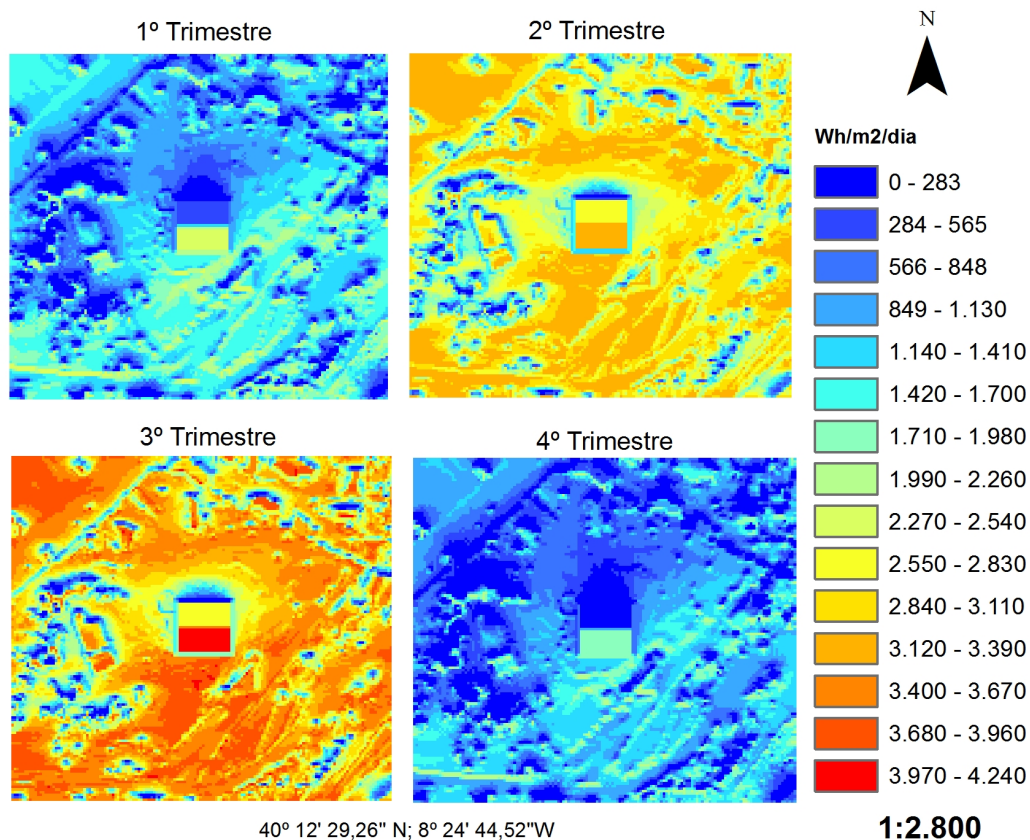 1º Trimestre
2º Trimestre
N
Wh/m2/dia
0 - 283
284 - 565
566 - 848
849 - 1.130
1.140 - 1.410
1.420 - 1.700
1.710 - 1.980
1.990 - 2.260
2.270 - 2.540
2.550 - 2.830
2.840 - 3.110
3.120 - 3.390
3.400 - 3.670
3.680 - 3.960
3.970 - 4.240
3º Trimestre
4º Trimestre
40º 12' 29,26" N; 8º 24' 44,52"W
1:2.800